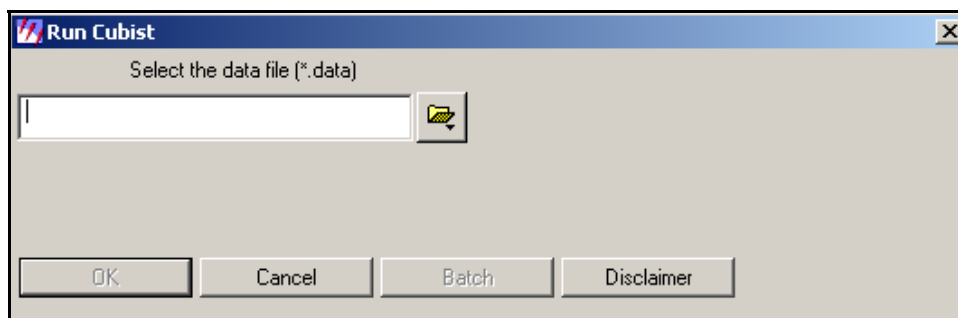 Run Cubist
Select the data file (*.data)
OK Cancel Batch Disclaimer